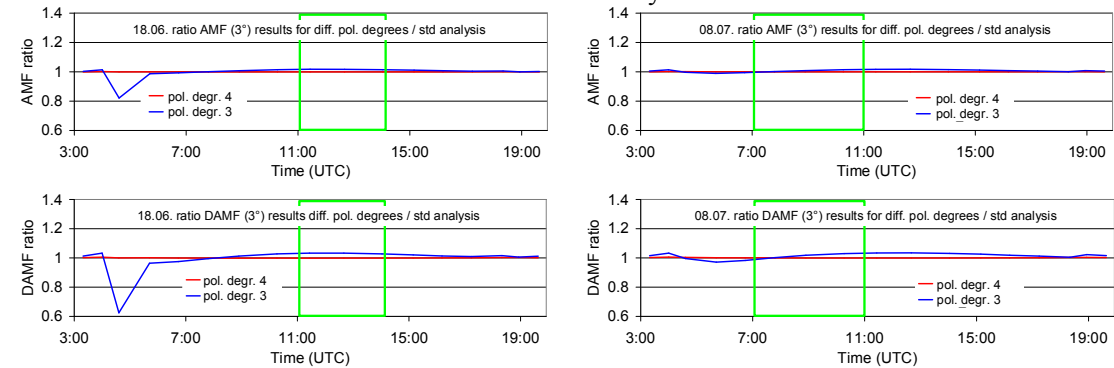 1.4
1.2
1
0.8
0.6
AMF ratio
18.06. ratio AMF (3°) results for diff. pol. degrees / std analysis
pol. degr. 4
pol. degr. 3
3:00 7:00 11:00 15:00 19:00
Time (UTC)
1.4
1.2
1
0.8
0.6
AMF ratio
08.07. ratio AMF (3°) results for diff. pol. degrees / std analysis
pol. degr. 4
pol. degr. 3
3:00 7:00 11:00 15:00 19:00
Time (UTC)
1.4
1.2
1
0.8
0.6
DAMF ratio
18.06. ratio DAMF (3°) results diff. pol. degrees / std analysis
pol. degr. 4
pol. degr. 3
3:00 7:00 11:00 15:00 19:00
Time (UTC)
1.4
1.2
1
0.8
0.6
DAMF ratio
08.07. ratio DAMF (3°) results for diff. pol. degrees / std analysis
pol. degr. 4
pol. degr. 3
3:00 7:00 11:00 15:00 19:00
Time (UTC)